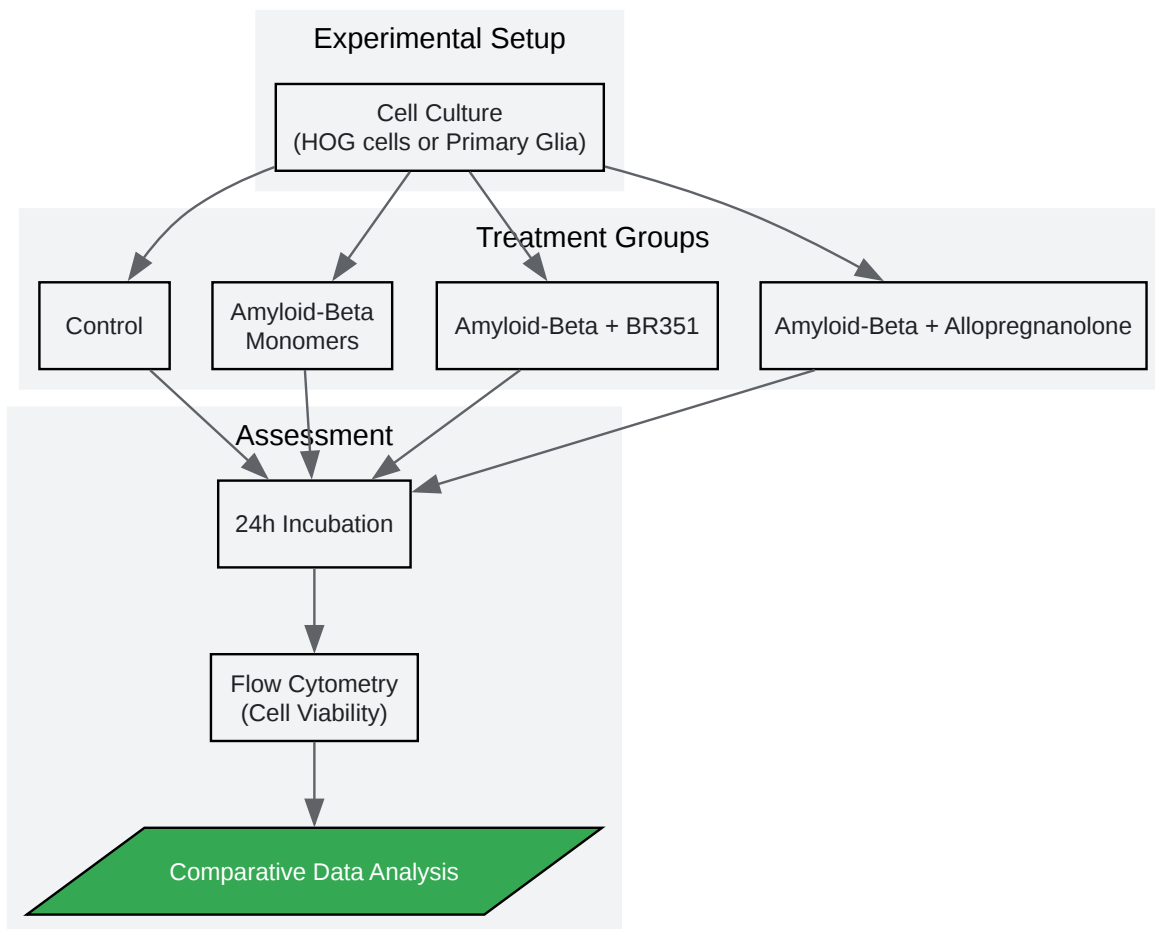 Experimental Setup
Cell Culture
(HOG cells or Primary Glia)
Treatment Groups
Control
Amyloid-Beta
Monomers
Amyloid-Beta + BR351
Amyloid-Beta + Allopregnanolone
Assessment
24h Incubation
Flow Cytometry
(Cell Viability)
Comparative Data Analysis